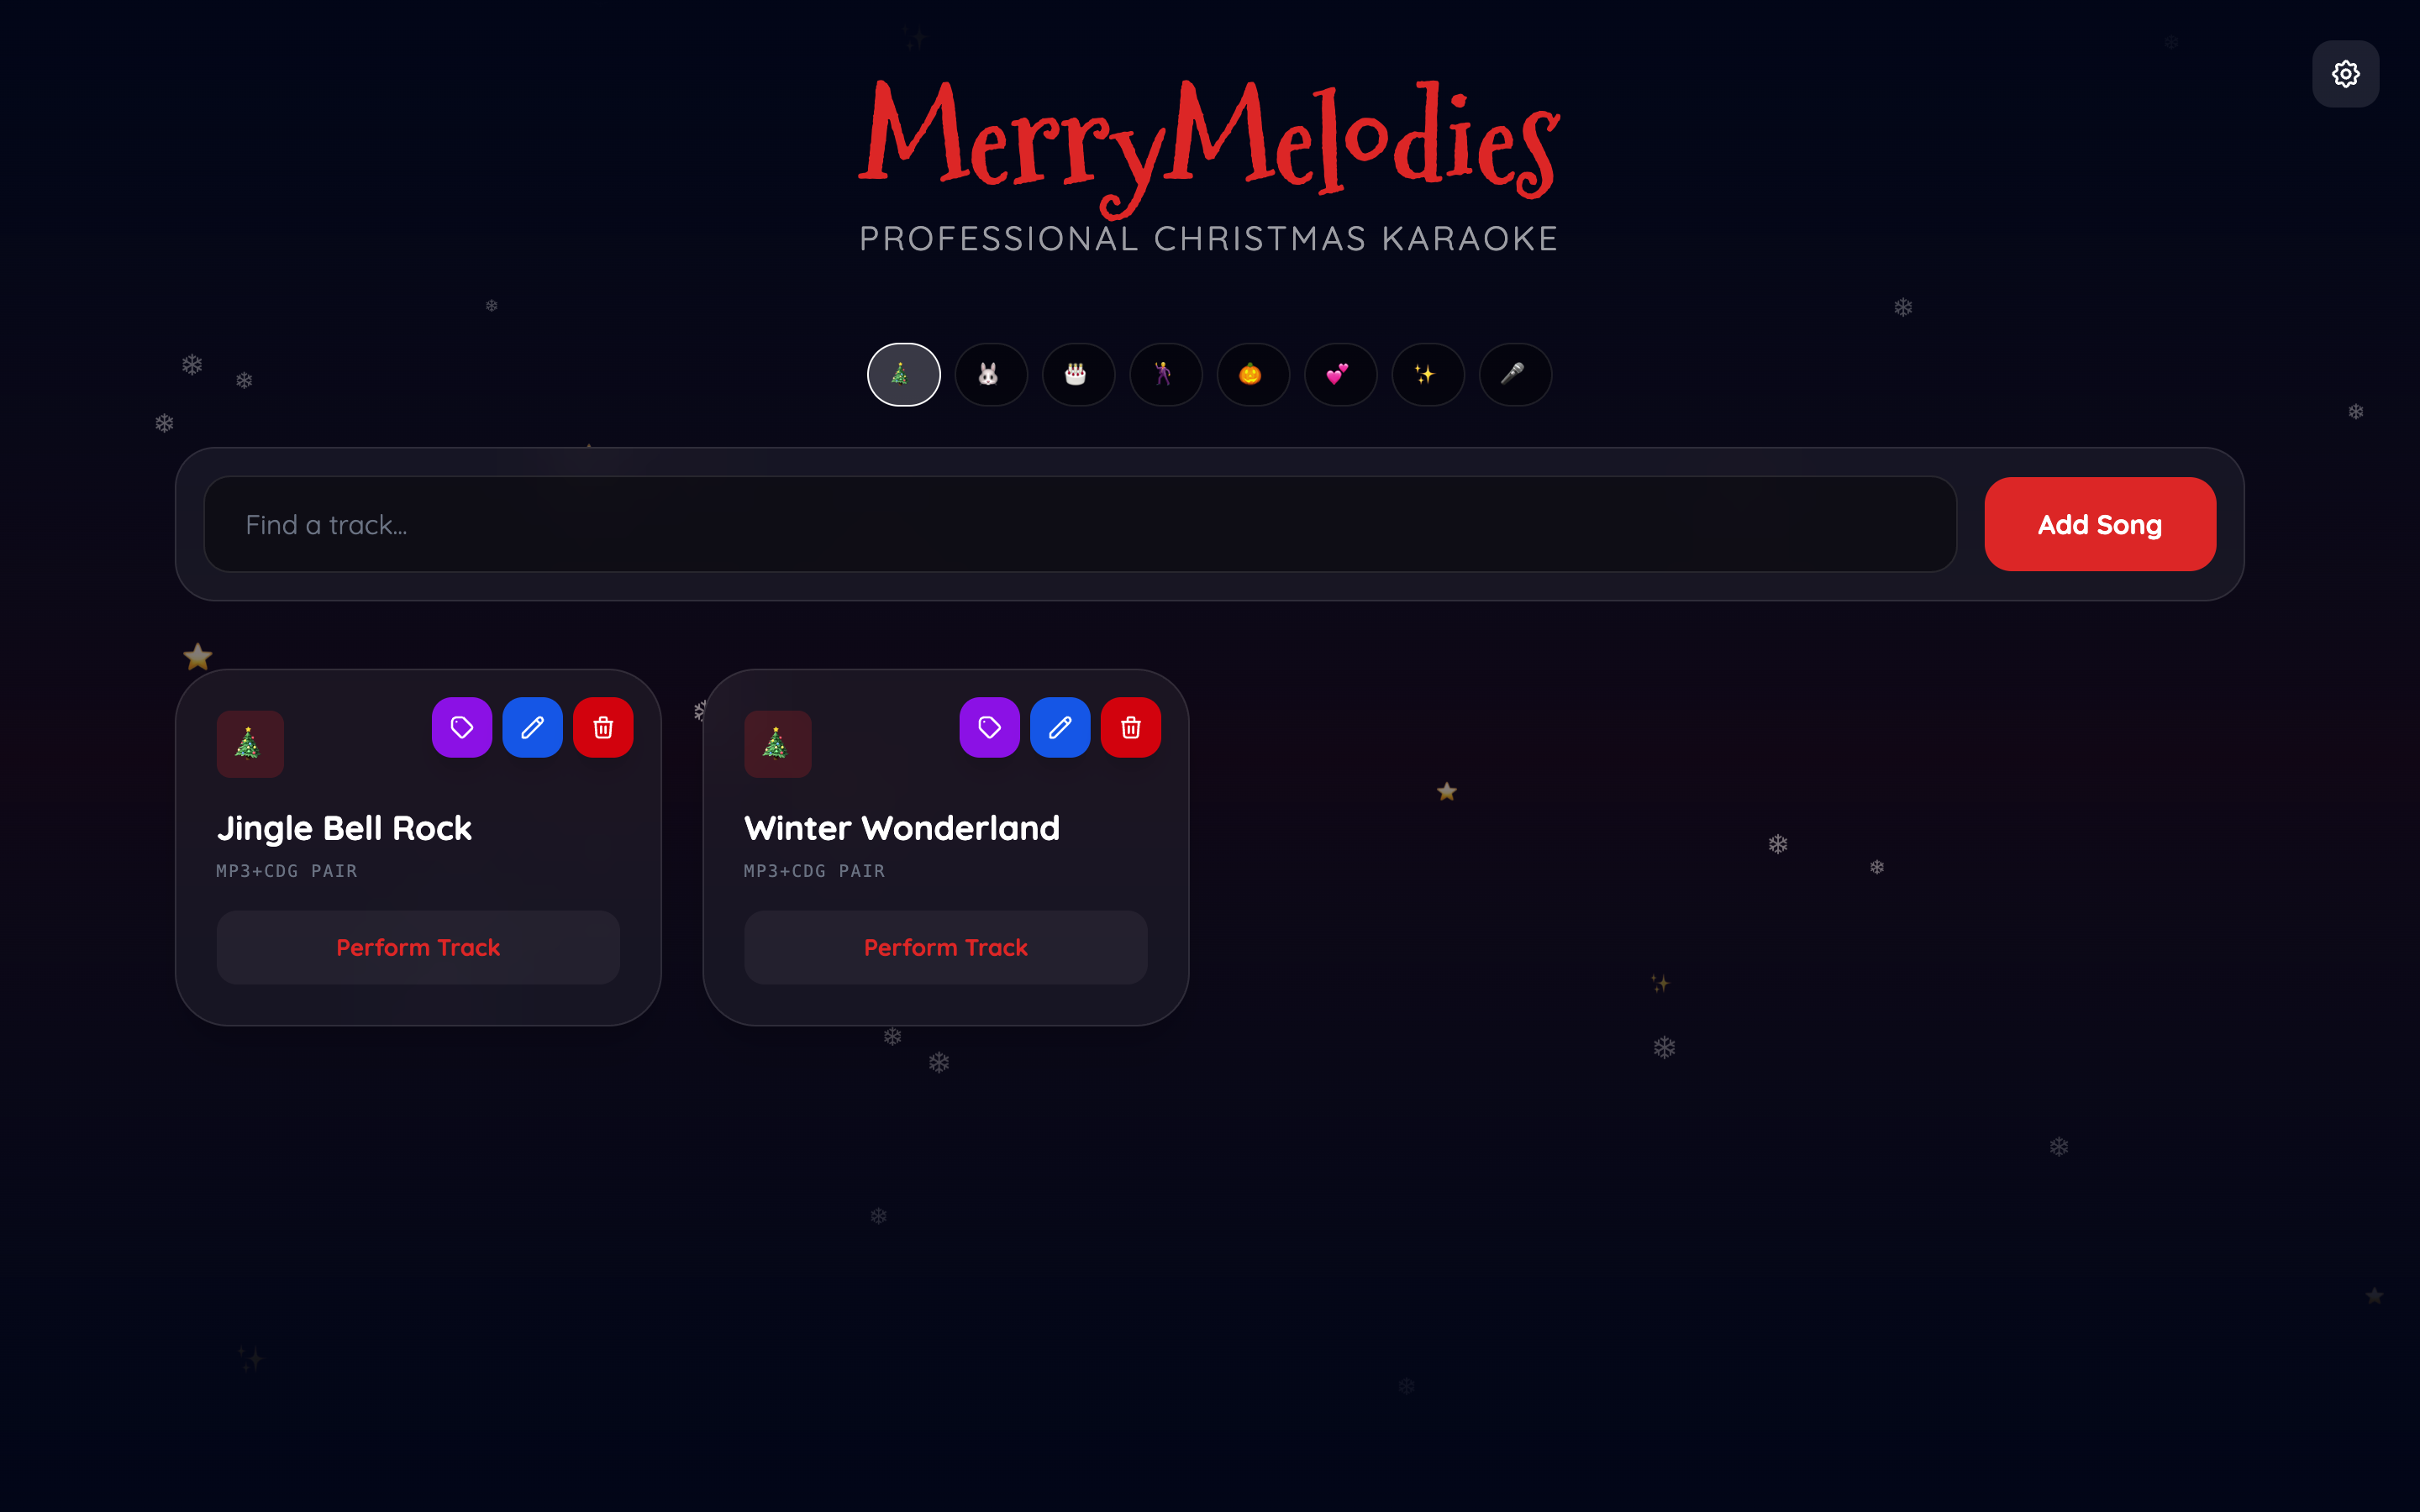 MerryMelodies
PROFESSIONAL CHRISTMAS KARAOKE
Find a track...
Add Song
Jingle Bell Rock
MP3+CDG PAIR
Perform Track
Winter Wonderland
MP3+CDG PAIR
Perform Track